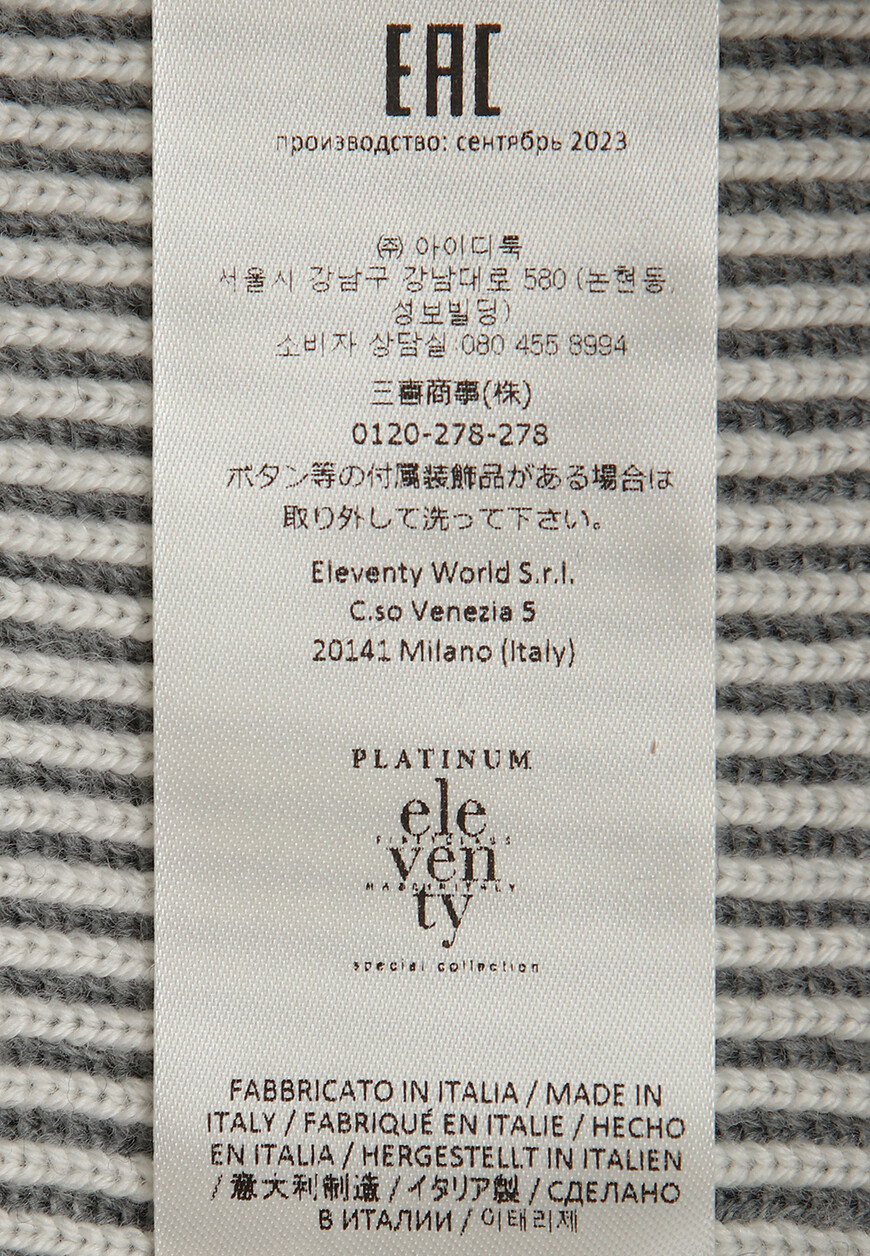 EAC
производство: сентябрь 2023
㈜ 아이디룩
서울시 강남구 강남대로 580 (논현동,
성보빌딩)
소비자 상담실 080 455 8994
三喜商事(株)
0120-278-278
ボタン等の付属装飾品がある場合は
取り外して洗って下さい。
Eleventy World S.r.l.
C.so Venezia 5
20141 Milano (Italy)
PLATINUM
ele
ven
MADE IN ITALY
ty
special collection
FABBRICATO IN ITALIA / MADE IN
ITALY / FABRIQUÉ EN ITALIE / HECHO
EN ITALIA / HERGESTELLT IN ITALIEN
/ 意大利制造 / イタリア製 / СДЕЛАНО
В ИТАЛИИ / 이태리제